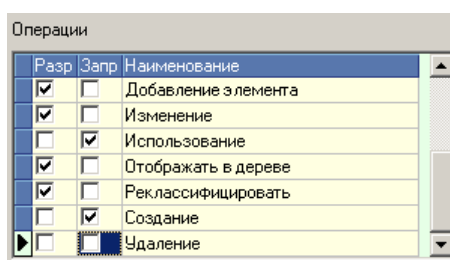 Операции
Разр Запр Наименование
Добавление элемента
Изменение
Использование
Отображать в дереве
Реклассифицировать
Создание
Удаление